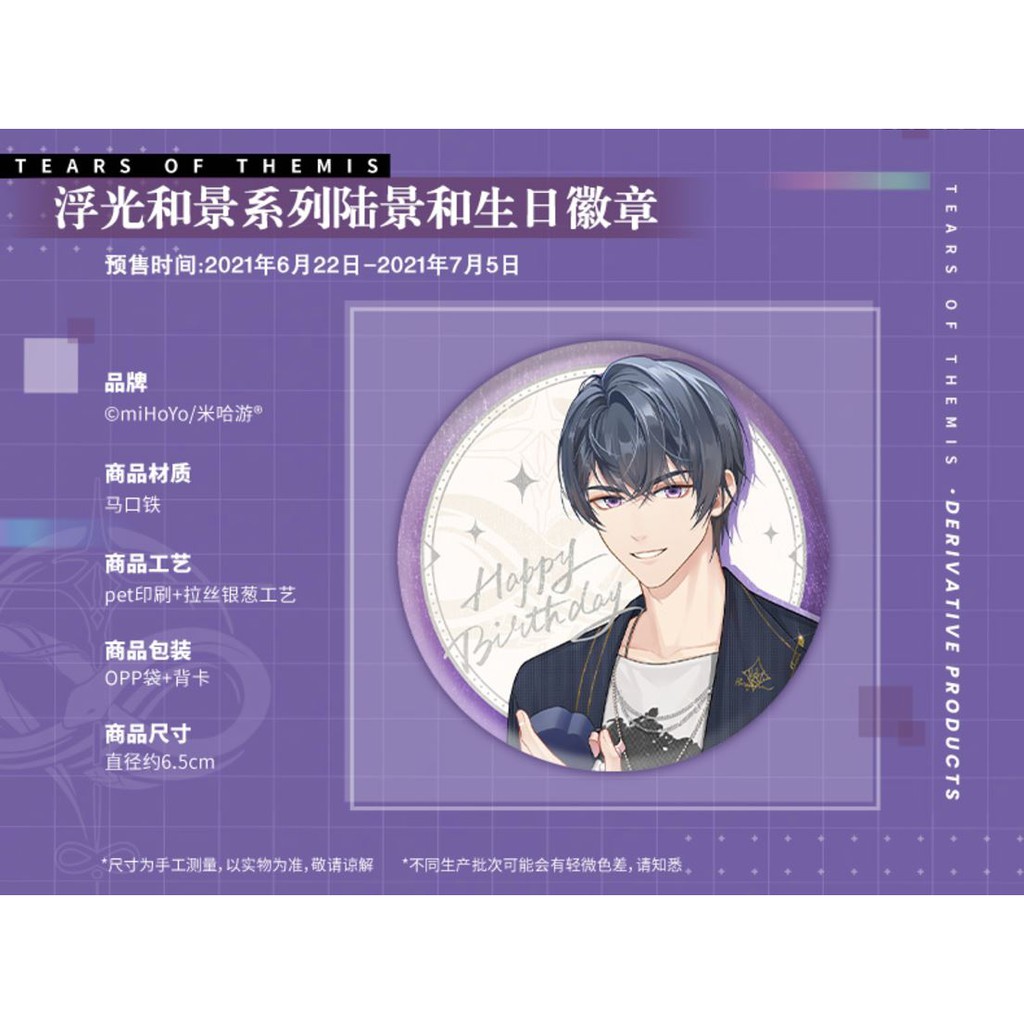 TEARS OF THEMIS
浮光和景系列陆景和生日徽章
预售时间:2021年6月22日-2021年7月5日
品牌
©miHoYo/米哈游®
商品材质
马口铁
商品工艺
pet印刷+拉丝银葱工艺
商品包装
OPP袋+背卡
商品尺寸
直径约6.5cm
Happy
Birthday
TEARS OF THEMIS •DERIVATIVE PRODUCTS
*尺寸为手工测量,以实物为准,敬请谅解 *不同生产批次可能会有轻微色差,请知悉